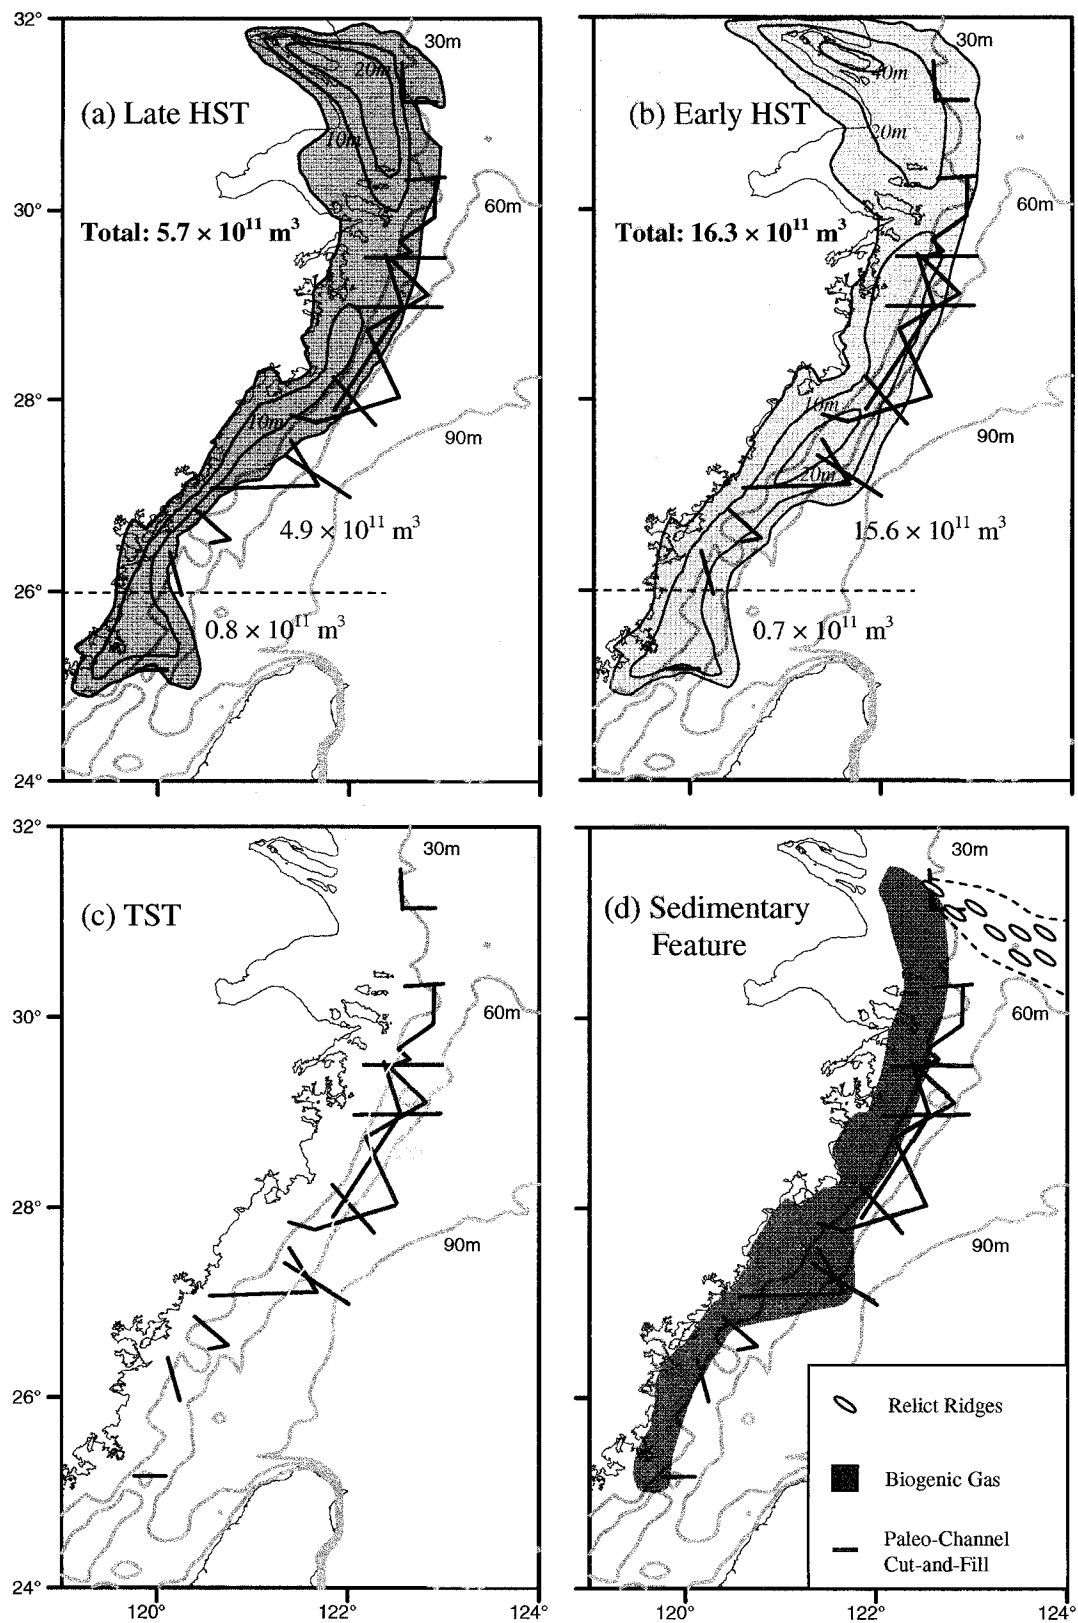 32°
30°
28°
26°
24°
(a) Late HST
30m
20m
10m
60m
Total: 5.7 × 10¹¹ m³
10m
90m
4.9 × 10¹¹ m³
0.8 × 10¹¹ m³
120°
122°
(b) Early HST
30m
40m
20m
60m
Total: 16.3 × 10¹¹ m³
10m
90m
20m
15.6 × 10¹¹ m³
0.7 × 10¹¹ m³
120°
122°
32°
30°
28°
26°
24°
(c) TST
30m
60m
90m
120°
122°
124°
(d) Sedimentary
Feature
30m
60m
90m
Relict Ridges
Biogenic Gas
Paleo-Channel
Cut-and-Fill
120°
122°
124°